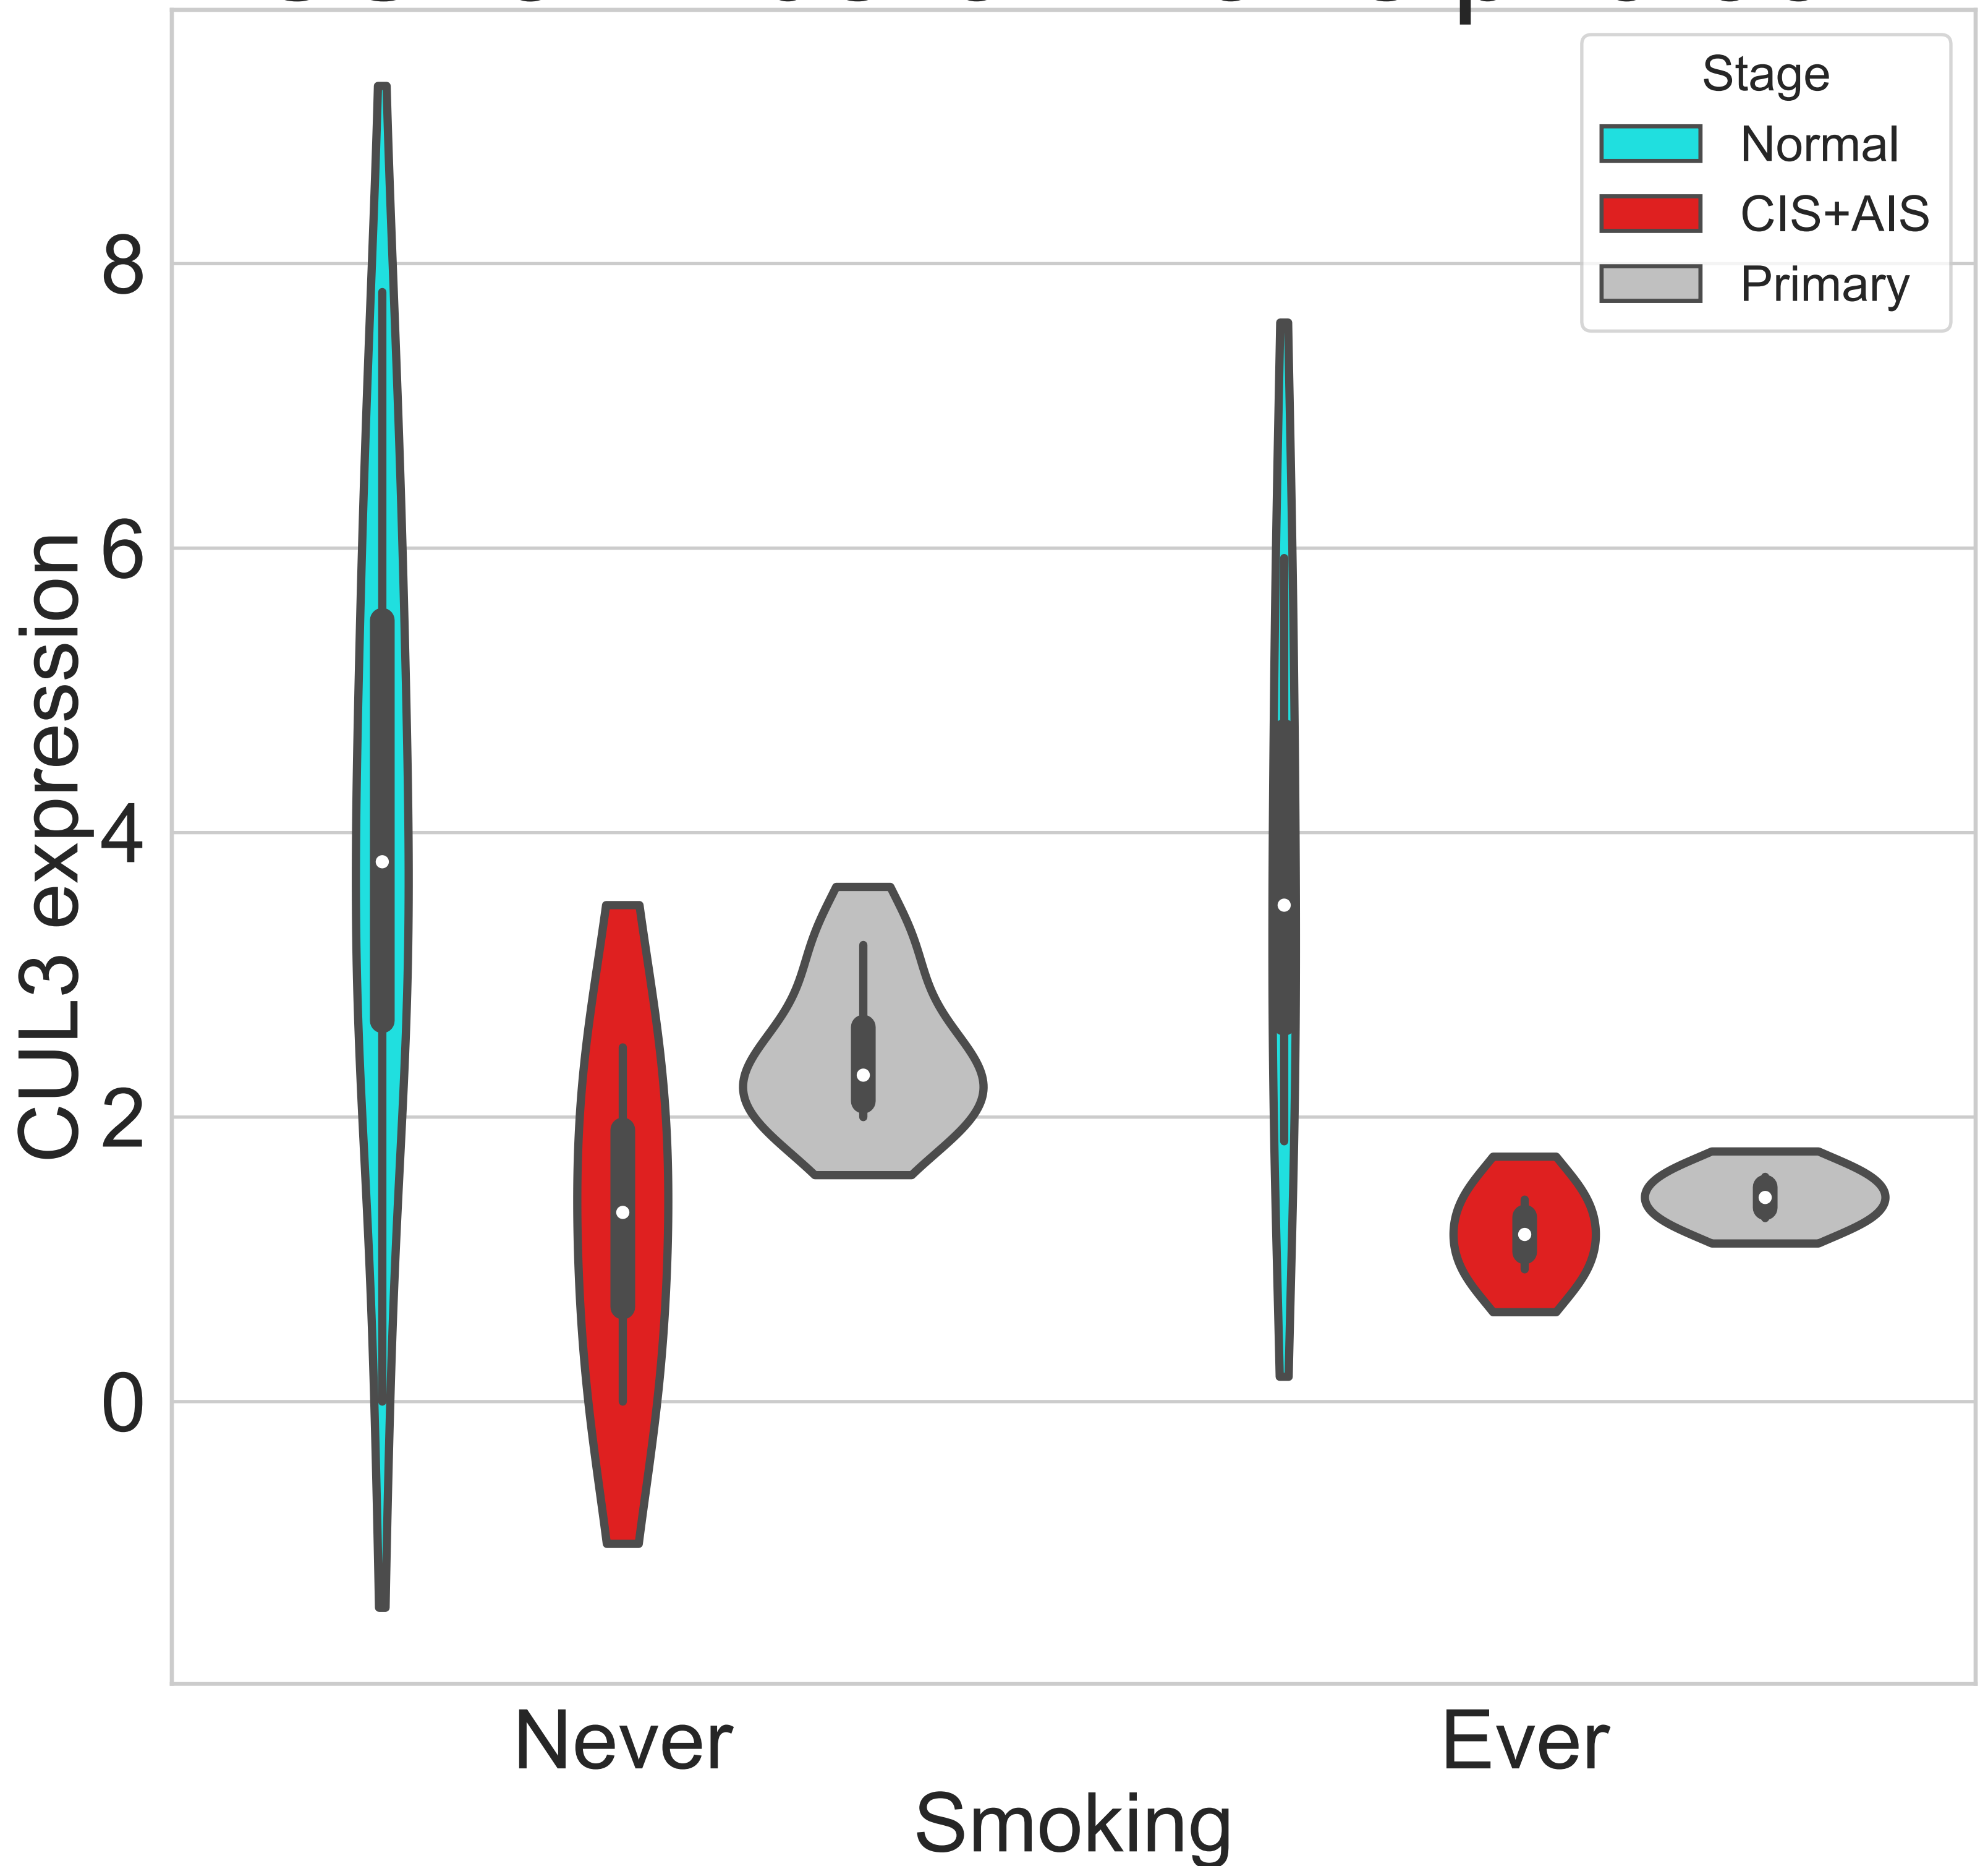 Stage
Normal
CIS+AIS
Primary
8
6
4
2
0
CUL3 expression
Never
Ever
Smoking